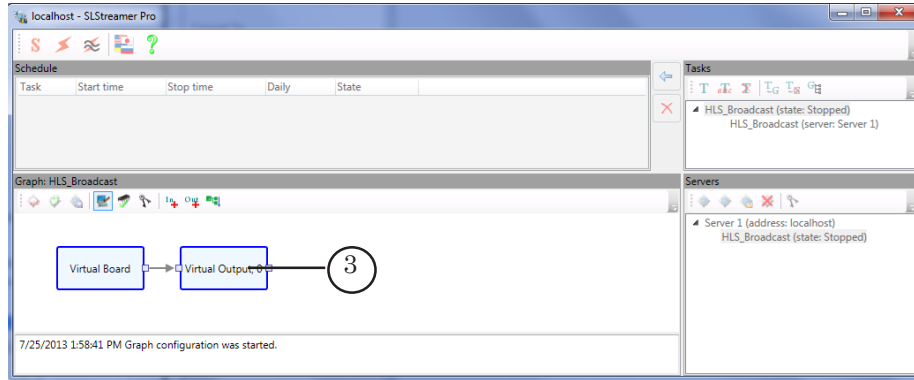 localhost - SLStreamer Pro
Schedule
Task Start time Stop time Daily State
Tasks
HLS_Broadcast (state: Stopped)
HLS_Broadcast (server: Server 1)
Graph: HLS_Broadcast
In Out
Virtual Board
Virtual Output, 0
3
7/25/2013 1:58:41 PM Graph configuration was started.
Servers
Server 1 (address: localhost)
HLS_Broadcast (state: Stopped)